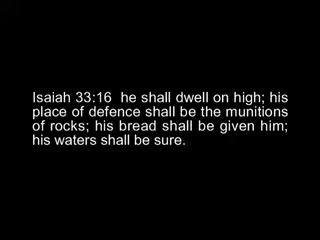 Isaiah 33:16  he shall dwell on high; his
place of defence shall be the munitions
of rocks; his bread shall be given him;
his waters shall be sure.